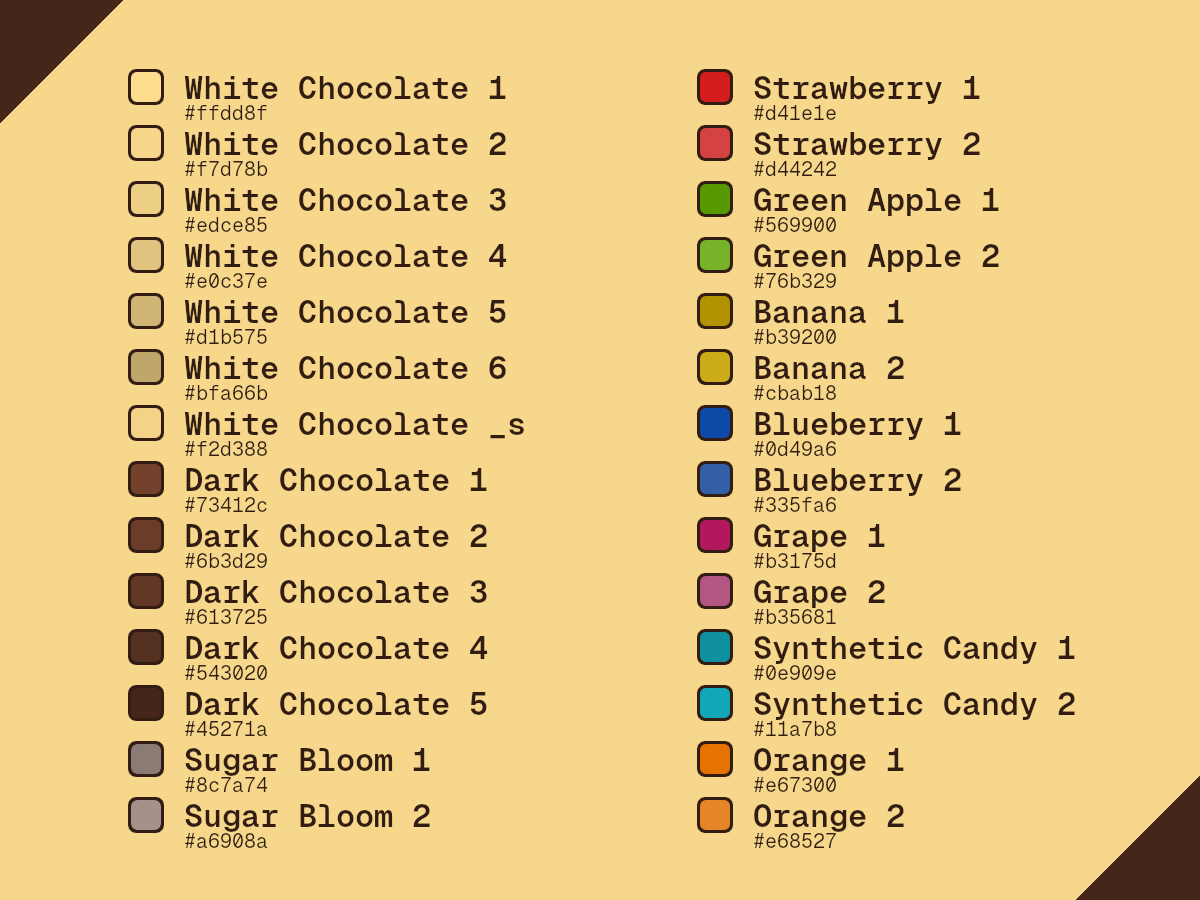 White Chocolate 1
#ffdd8f
White Chocolate 2
#f7d78b
White Chocolate 3
#edce85
White Chocolate 4
#e0c37e
White Chocolate 5
#d1b575
White Chocolate 6
#bfa66b
White Chocolate _s
#f2d388
Dark Chocolate 1
#73412c
Dark Chocolate 2
#6b3d29
Dark Chocolate 3
#613725
Dark Chocolate 4
#543020
Dark Chocolate 5
#45271a
Sugar Bloom 1
#8c7a74
Sugar Bloom 2
#a6908a
Strawberry 1
#d41e1e
Strawberry 2
#d44242
Green Apple 1
#569900
Green Apple 2
#76b329
Banana 1
#b39200
Banana 2
#cbab18
Blueberry 1
#0d49a6
Blueberry 2
#335fa6
Grape 1
#b3175d
Grape 2
#b35681
Synthetic Candy 1
#0e909e
Synthetic Candy 2
#11a7b8
Orange 1
#e67300
Orange 2
#e68527